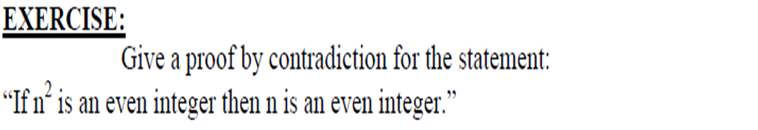 EXERCISE:
Give a proof by contradiction for the statement:
“If n² is an even integer then n is an even integer.”